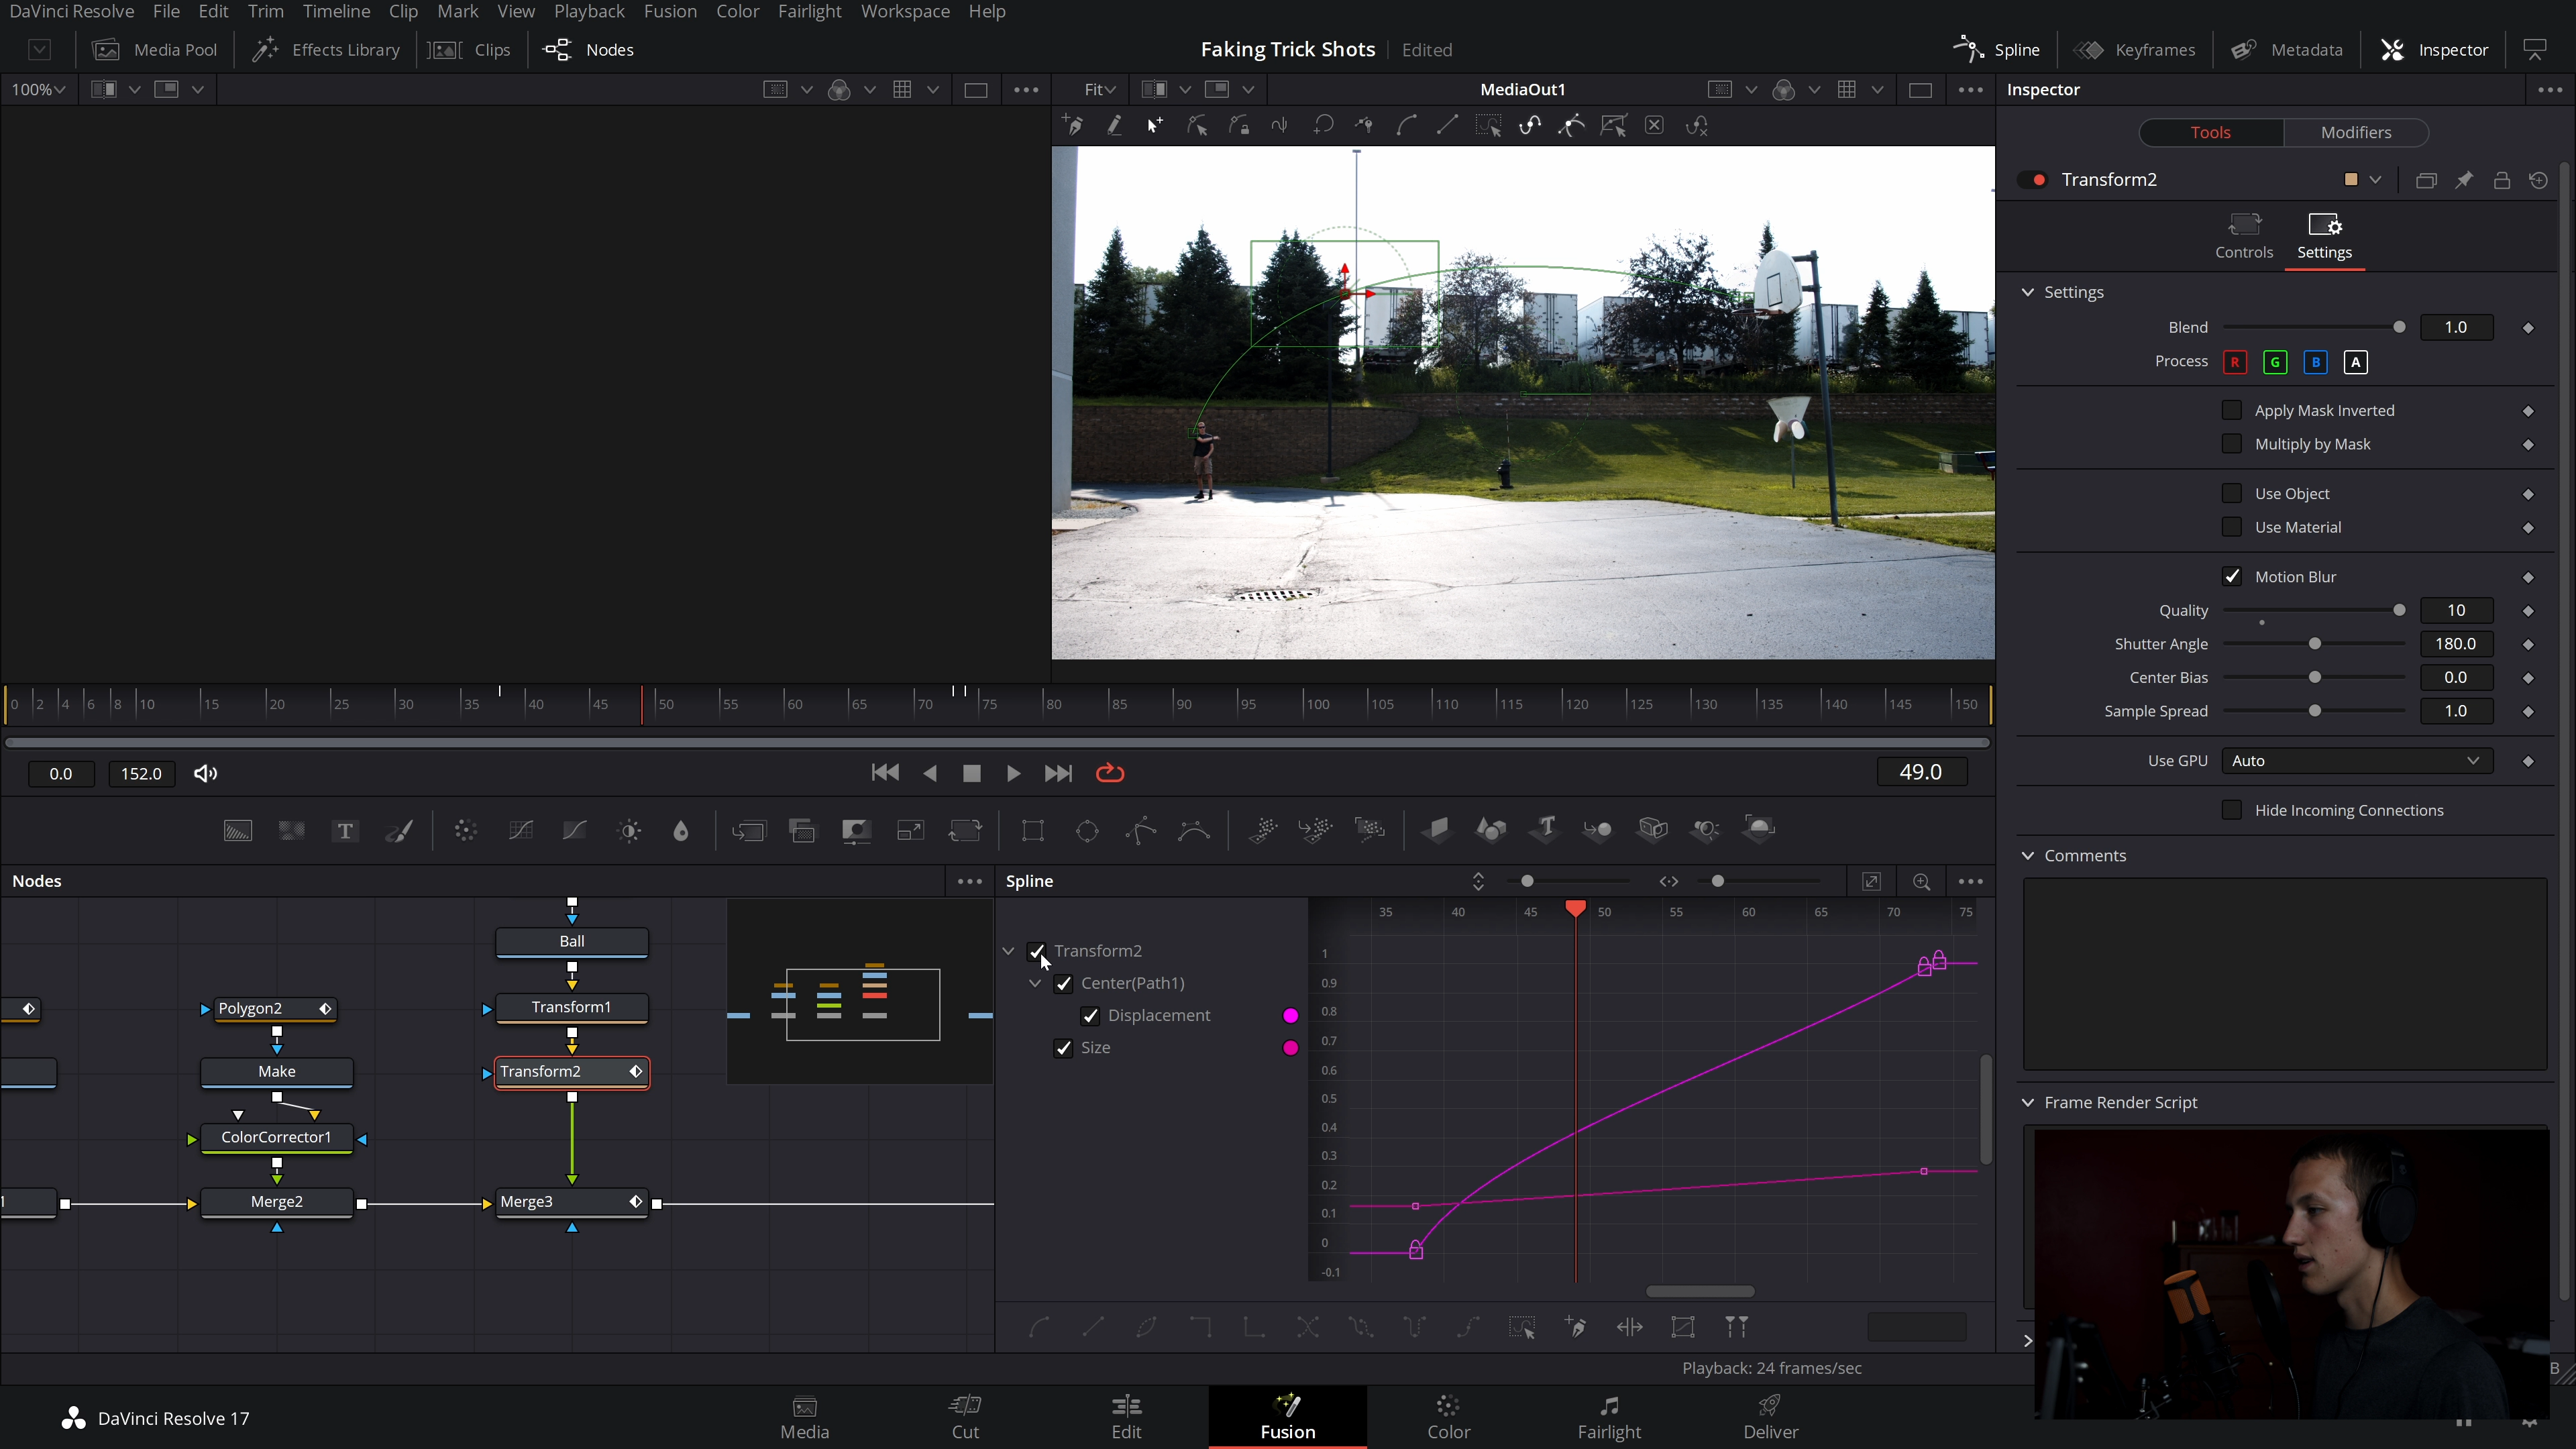 DaVinci Resolve File Edit Trim Timeline Clip Mark View Playback Fusion Color Fairlight Workspace Help
Media Pool Effects Library Clips Nodes Faking Trick Shots Edited Spline Keyframes Metadata Inspector
100% Fit MediaOut1 Inspector
Tools Modifiers
Transform2
Controls Settings
Settings
Blend 1.0
Process R G B A
Apply Mask Inverted
Multiply by Mask
Use Object
Use Material
Motion Blur
Quality 10
Shutter Angle 180.0
Center Bias 0.0
Sample Spread 1.0
Use GPU Auto
Hide Incoming Connections
Comments
Frame Render Script
0 2 4 6 8 10 15 20 25 30 35 40 45 50 55 60 65 70 75 80 85 90 95 100 105 110 115 120 125 130 135 140 145 150
0.0 152.0 49.0
T
Nodes Spline
35 40 45 50 55 60 65 70 75
Ball
Transform1
Polygon2
Make
Transform2
ColorCorrector1
1 Merge2 Merge3
Transform2
Center(Path1)
Displacement
Size
1
0.9
0.8
0.7
0.6
0.5
0.4
0.3
0.2
0.1
0
-0.1
Playback: 24 frames/sec
B
DaVinci Resolve 17 Media Cut Edit Fusion Color Fairlight Deliver